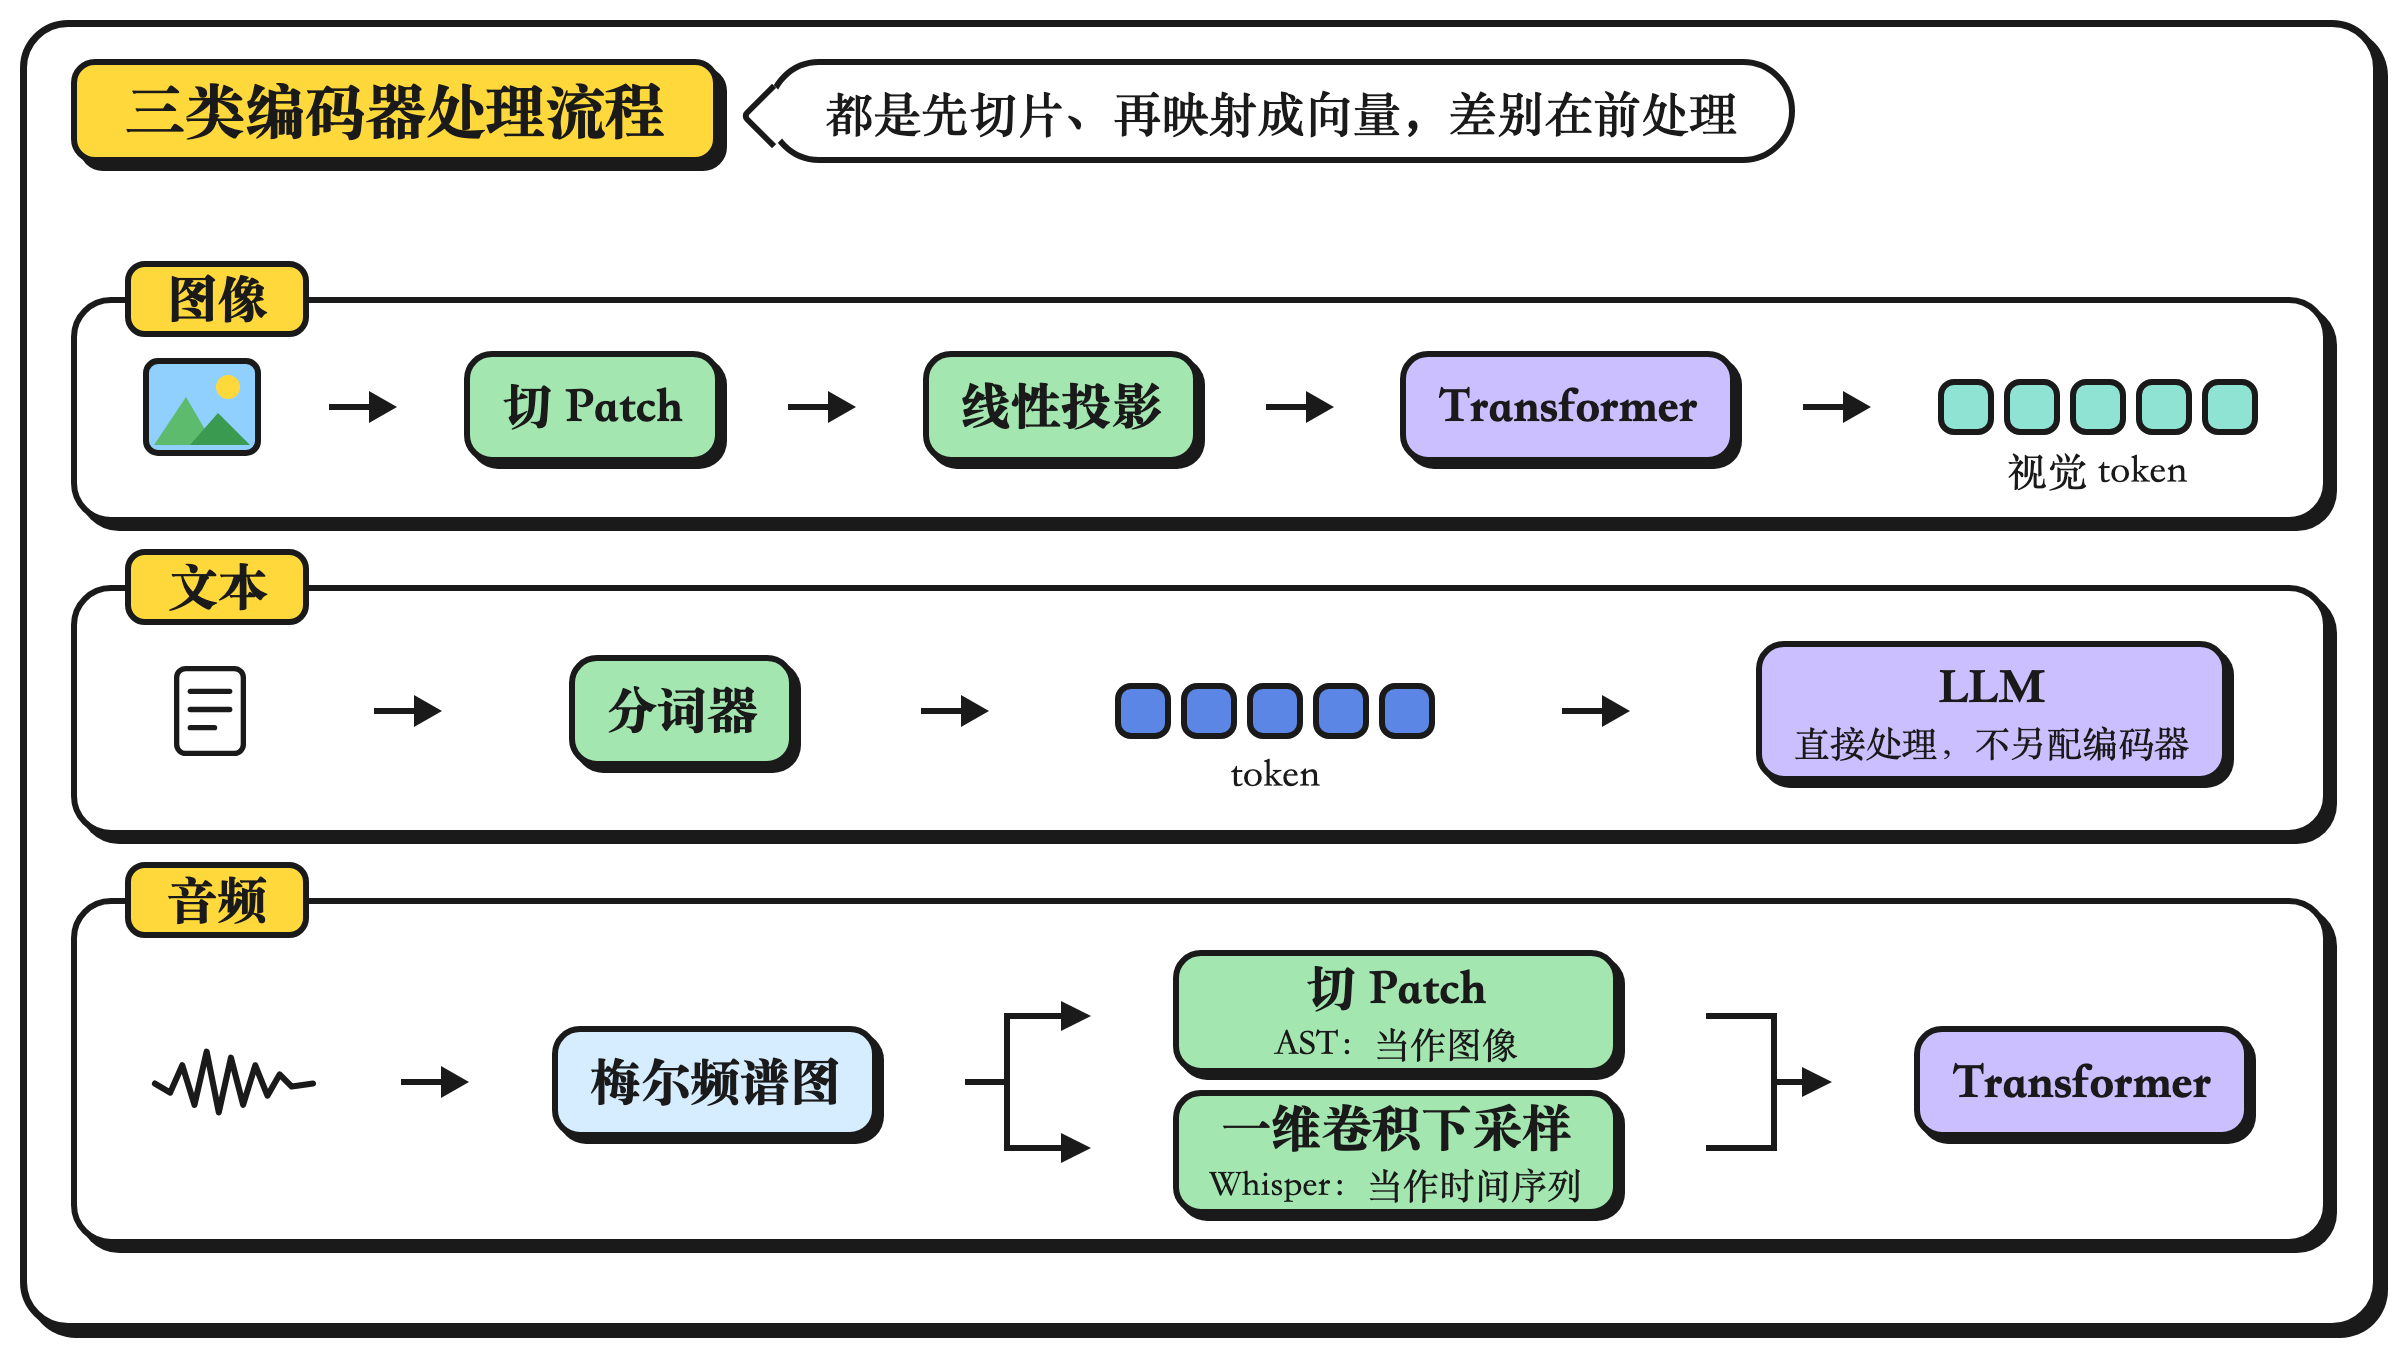 三类编码器处理流程
都是先切片、再映射成向量，差别在前处理
图像
切 Patch
线性投影
Transformer
视觉 token
文本
分词器
token
LLM
直接处理，不另配编码器
音频
梅尔频谱图
切 Patch
AST：当作图像
一维卷积下采样
Whisper：当作时间序列
Transformer